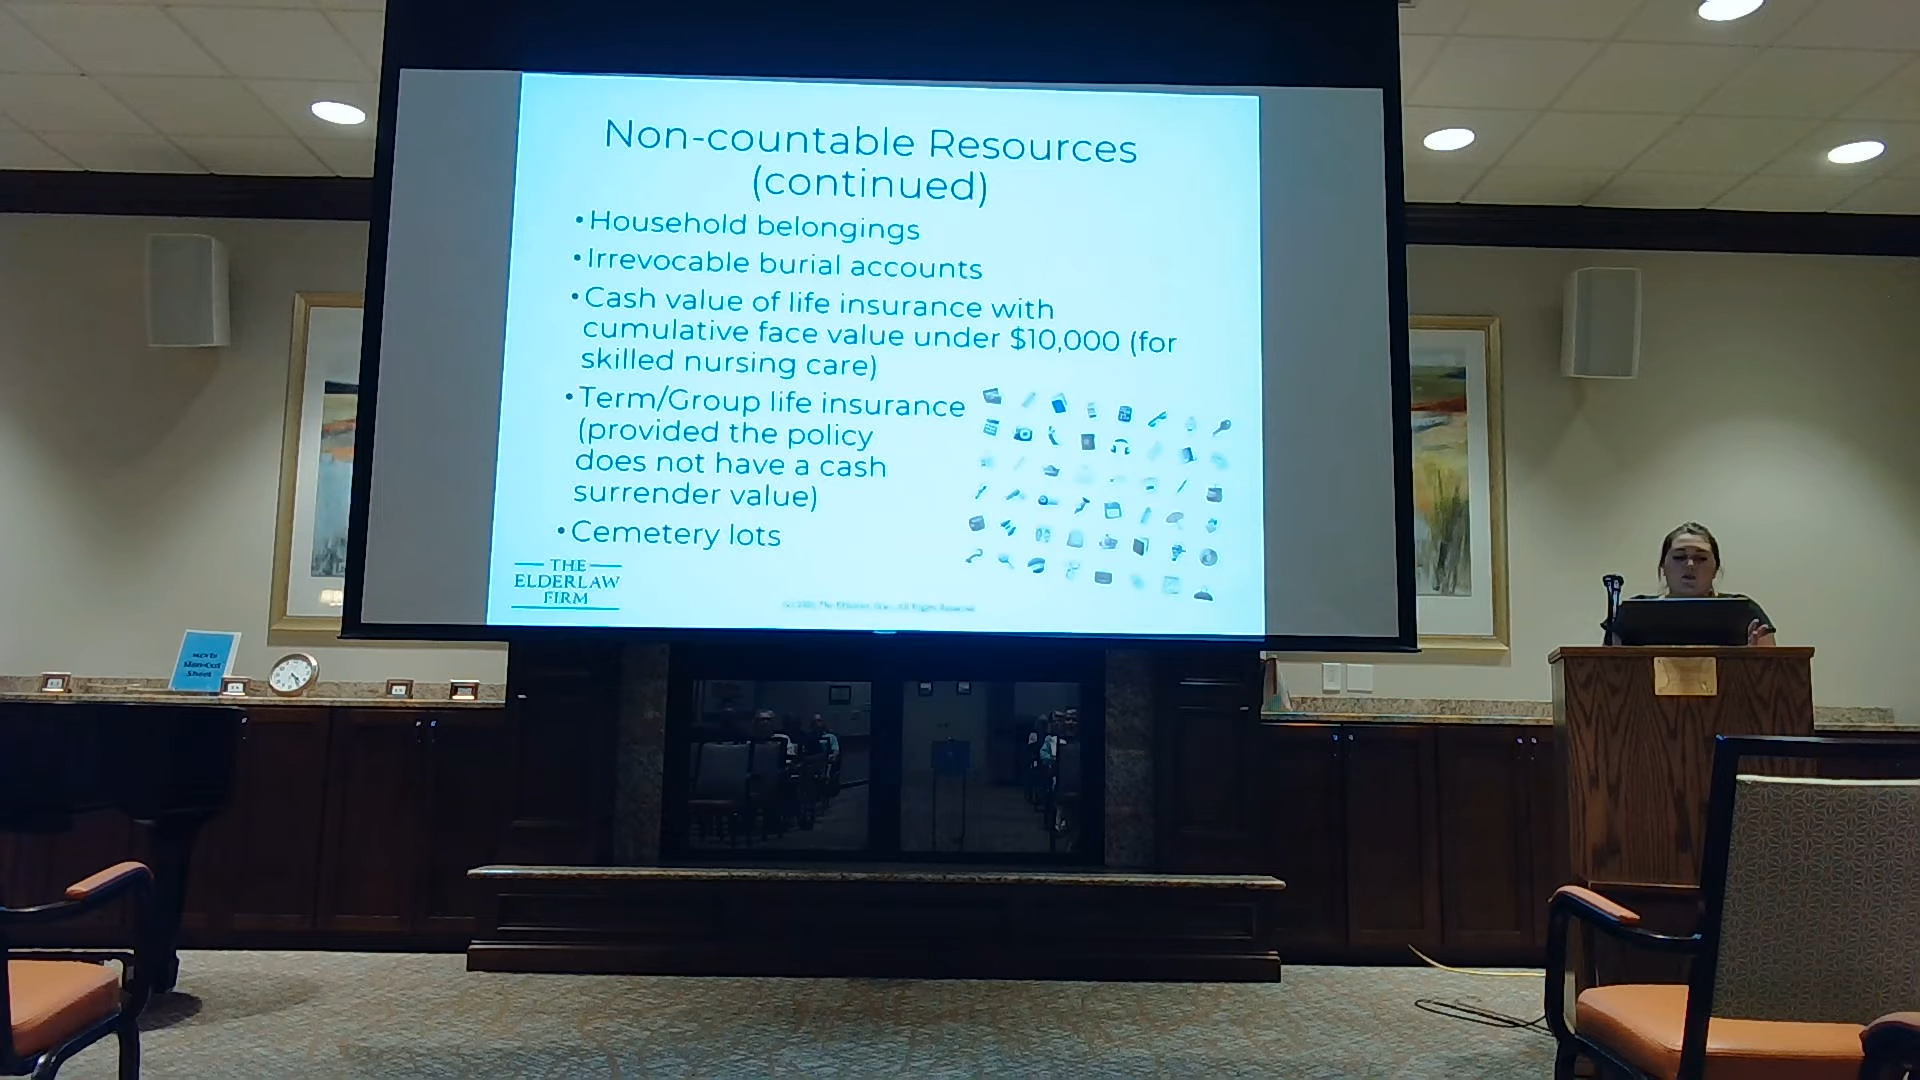 Non-countable Resources
(continued)
•Household belongings
•Irrevocable burial accounts
•Cash value of life insurance with
cumulative face value under $10,000 (for
skilled nursing care)
•Term/Group life insurance
(provided the policy
does not have a cash
surrender value)
•Cemetery lots
THE
ELDERLAW
FIRM
Sheet